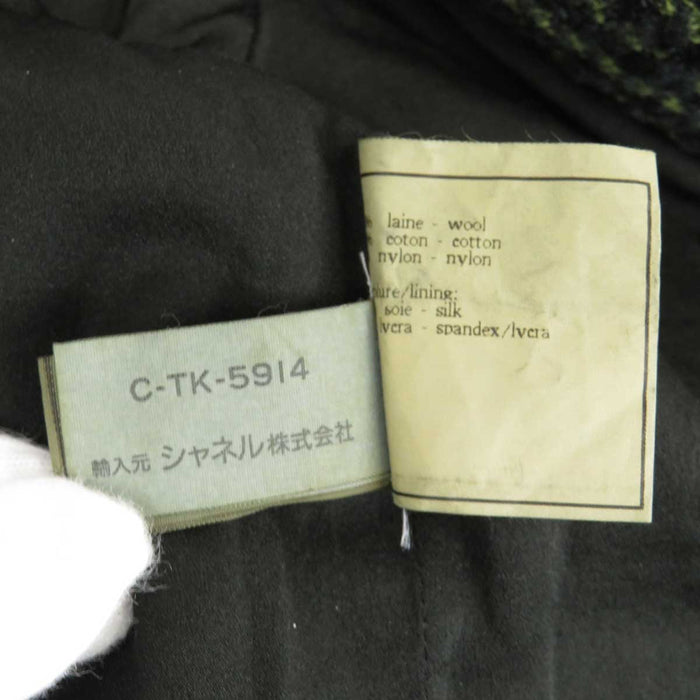 C-TK-5914
輸入元 シャネル株式会社
laine - wool
coton - cotton
nylon - nylon
/lining:
soie - silk
- spandex/lycra